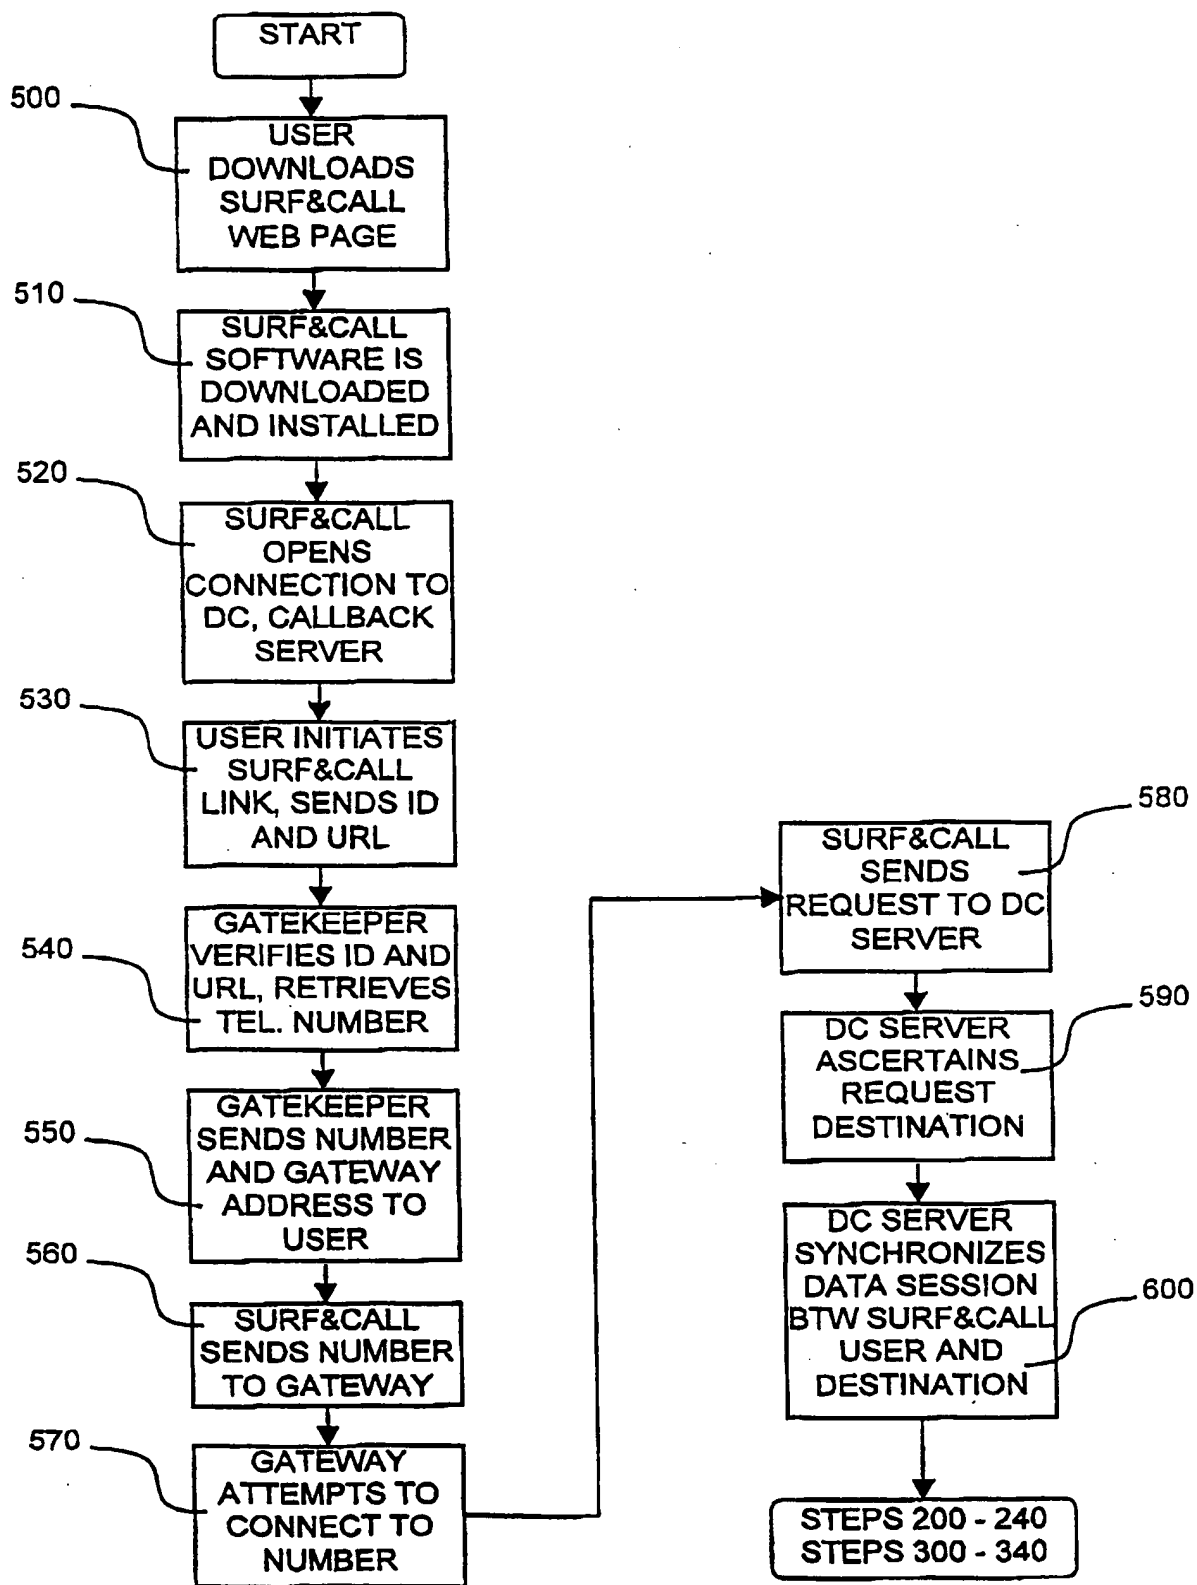 START
500
USER
DOWNLOADS
SURF&CALL
WEB PAGE
510
SURF&CALL
SOFTWARE IS
DOWNLOADED
AND INSTALLED
520
SURF&CALL
OPENS
CONNECTION TO
DC, CALLBACK
SERVER
530
USER INITIATES
SURF&CALL
LINK, SENDS ID
AND URL
540
GATEKEEPER
VERIFIES ID AND
URL, RETRIEVES
TEL. NUMBER
550
GATEKEEPER
SENDS NUMBER
AND GATEWAY
ADDRESS TO
USER
560
SURF&CALL
SENDS NUMBER
TO GATEWAY
570
GATEWAY
ATTEMPTS TO
CONNECT TO
NUMBER
580
SURF&CALL
SENDS
REQUEST TO DC
SERVER
590
DC SERVER
ASCERTAINS
REQUEST
DESTINATION
600
DC SERVER
SYNCHRONIZES
DATA SESSION
BTW SURF&CALL
USER AND
DESTINATION
STEPS 200 - 240
STEPS 300 - 340